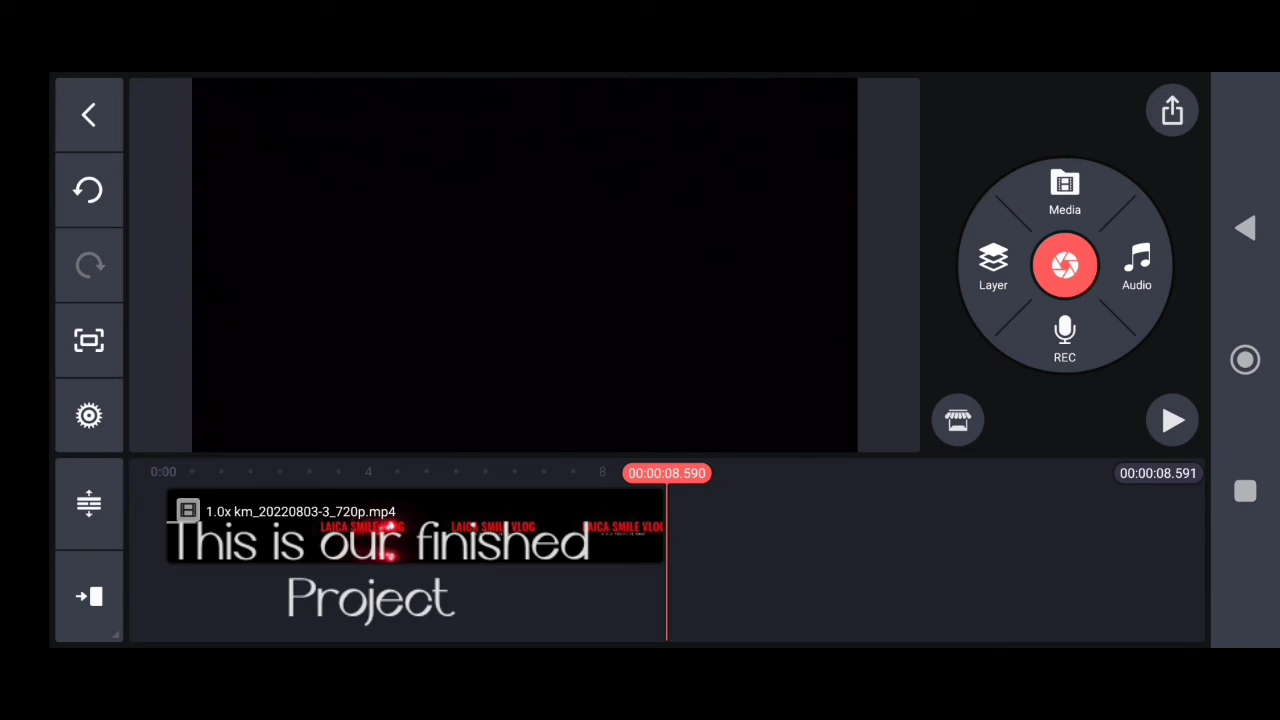 Media
Layer
Audio
REC
0:00
4
8
00:00:08.590
00:00:08.591
1.0x km_20220803-3_720p.mp4
LAICA SMILE VLOG
LAICA SMILE VLOG
LAICA SMILE VLOG
This is our finished
Project